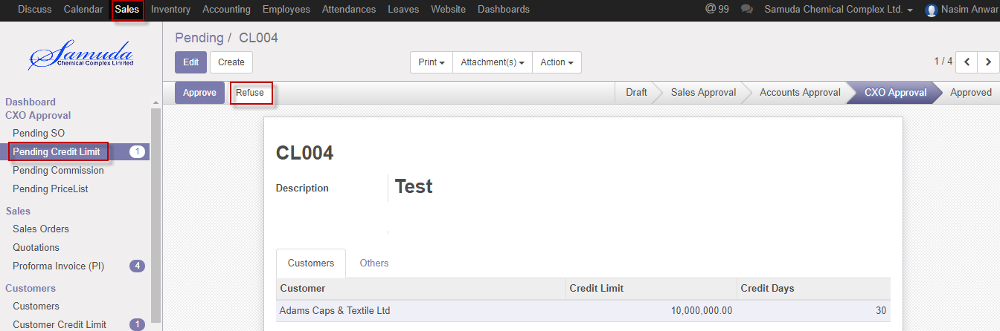 Discuss Calendar Sales Inventory Accounting Employees Attendances Leaves Website Dashboards @ 99 Samuda Chemical Complex Ltd. Nasim Anwar
Samuda
Chemical Complex Limited
Pending / CL004
Edit Create Print Attachment(s) Action 1 / 4
Approve Refuse Draft Sales Approval Accounts Approval CXO Approval Approved
Dashboard
CXO Approval
Pending SO
Pending Credit Limit 1
Pending Commission
Pending PriceList
Sales
Sales Orders
Quotations
Proforma Invoice (PI) 4
Customers
Customers
Customer Credit Limit 1
CL004
Description Test
Customers Others
Customer Credit Limit Credit Days
Adams Caps & Textile Ltd 10,000,000.00 30